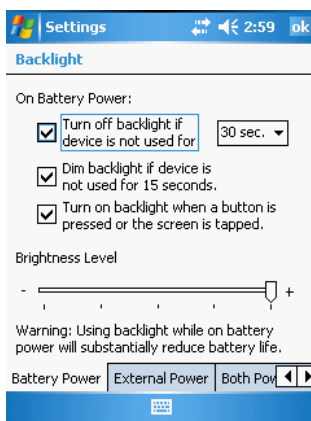 Settings 2:59 ok
Backlight
On Battery Power:
Turn off backlight if
device is not used for 30 sec.
Dim backlight if device is
not used for 15 seconds.
Turn on backlight when a button is
pressed or the screen is tapped.
Brightness Level
- +
Warning: Using backlight while on battery
power will substantially reduce battery life.
Battery Power External Power Both Pow